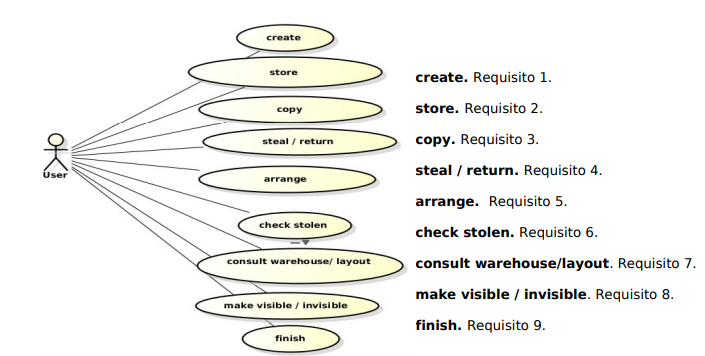 create
store
copy
steal / return
arrange
User
check stolen
consult warehouse/ layout
make visible / invisible
finish
create. Requisito 1.
store. Requisito 2.
copy. Requisito 3.
steal / return. Requisito 4.
arrange.  Requisito 5.
check stolen. Requisito 6.
consult warehouse/layout. Requisito 7.
make visible / invisible. Requisito 8.
finish. Requisito 9.